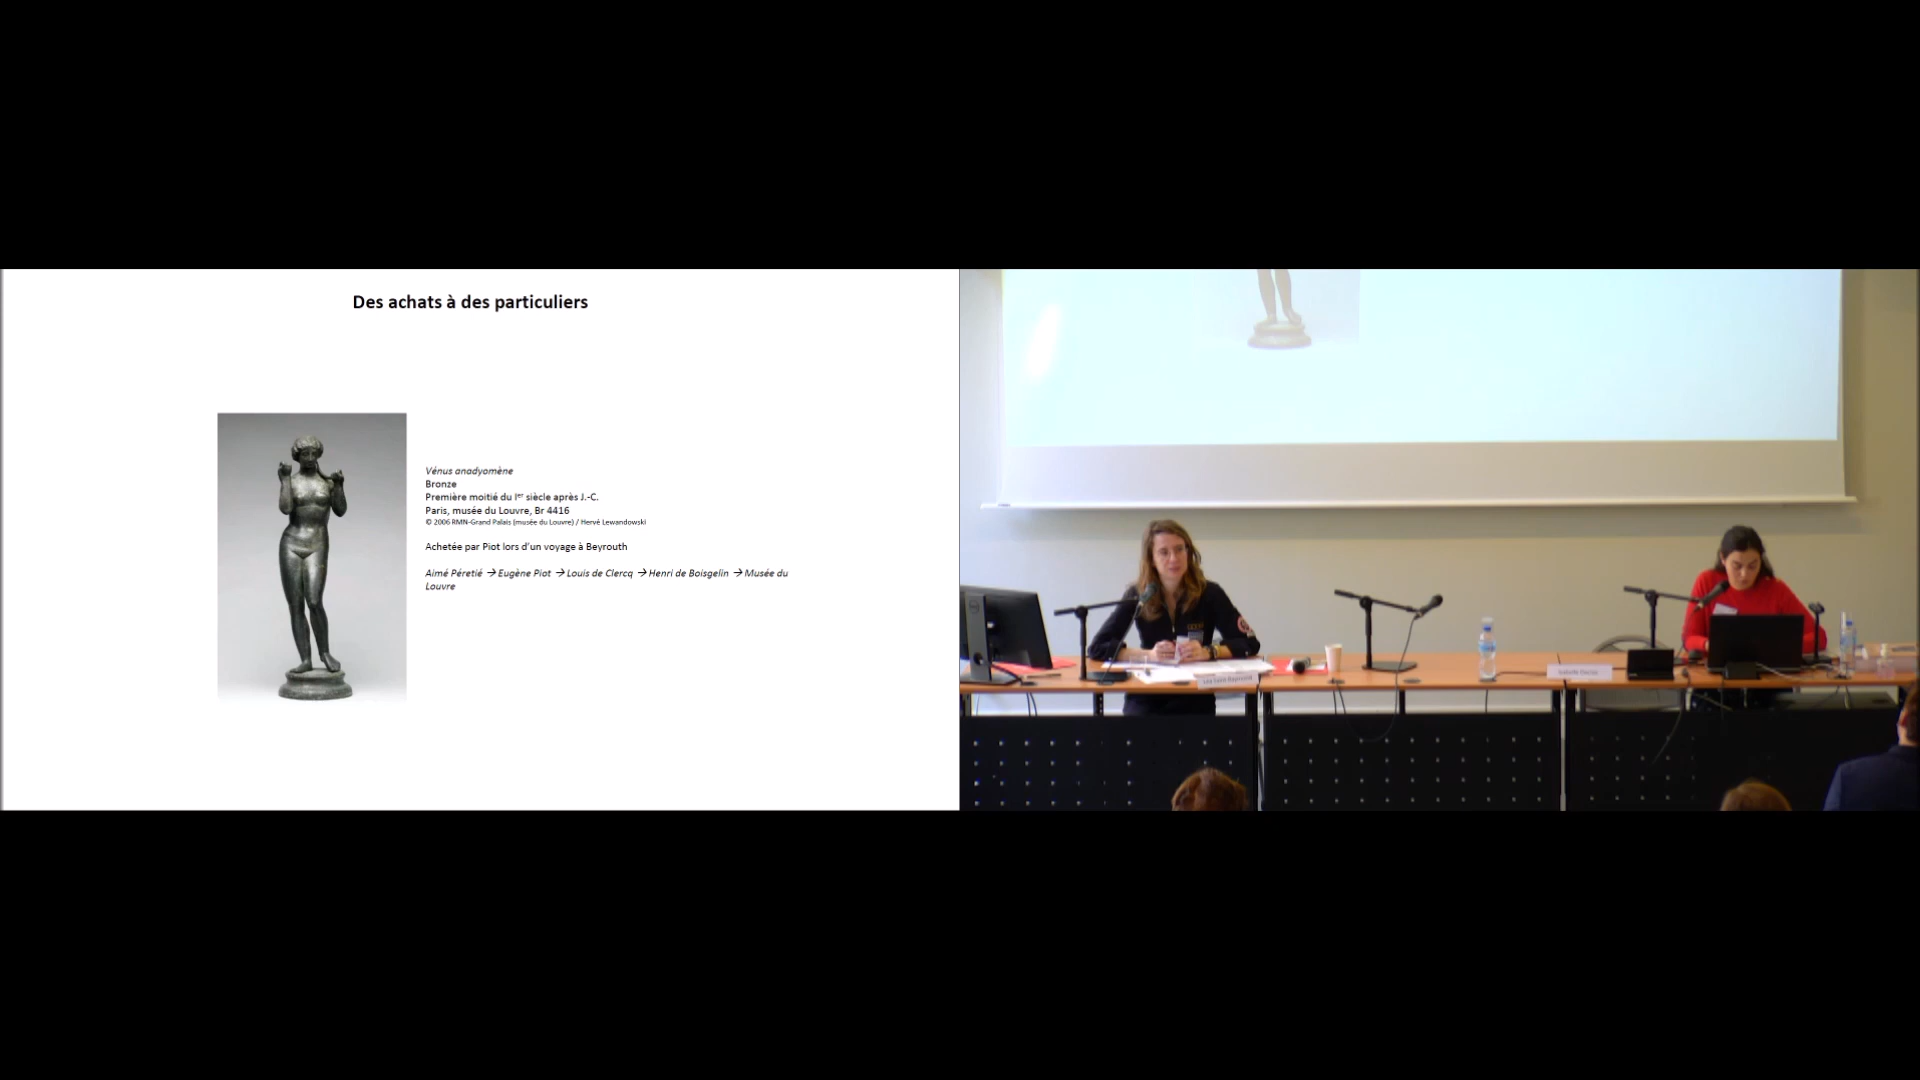 Des achats à des particuliers
Vénus anadyomène
Bronze
Première moitié du Ier siècle après J.-C.
Paris, musée du Louvre, Br 4416
© 2006 RMN-Grand Palais (musée du Louvre) / Hervé Lewandowski
Achetée par Piot lors d'un voyage à Beyrouth
Aimé Péretié → Eugène Piot → Louis de Clercq → Henri de Boisgelin → Musée du
Louvre